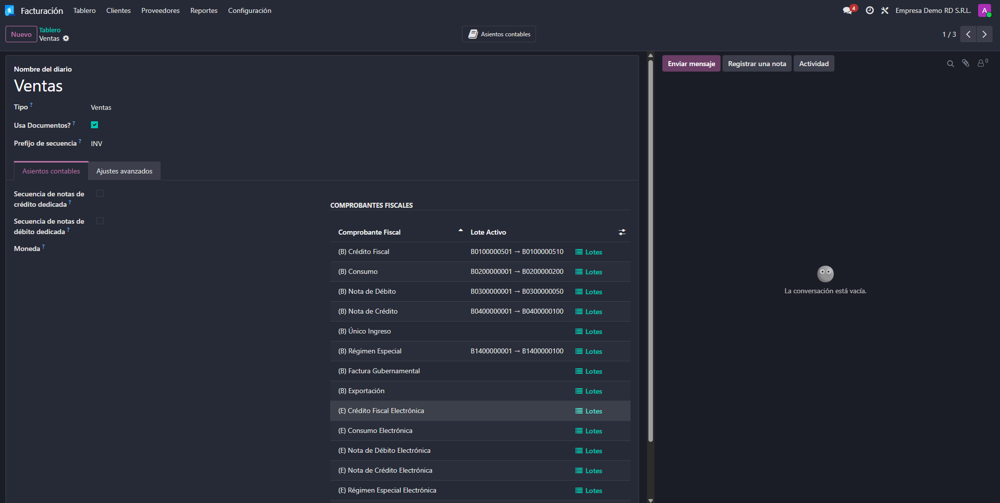 Facturación Tablero Clientes Proveedores Reportes Configuración 4 Empresa Demo RD S.R.L. A
Nuevo
Tablero
Ventas
Asientos contables
1 / 3
Nombre del diario
Ventas
Tipo ? Ventas
Usa Documentos? ?
Prefijo de secuencia ? INV
Asientos contables Ajustes avanzados
Secuencia de notas de
crédito dedicada ?
Secuencia de notas de
débito dedicada ?
Moneda ?
COMPROBANTES FISCALES
Comprobante Fiscal Lote Activo
(B) Crédito Fiscal B0100000501 → B0100000510 Lotes
(B) Consumo B0200000001 → B0200000200 Lotes
(B) Nota de Débito B0300000001 → B0300000050 Lotes
(B) Nota de Crédito B0400000001 → B0400000100 Lotes
(B) Único Ingreso Lotes
(B) Régimen Especial B1400000001 → B1400000100 Lotes
(B) Factura Gubernamental Lotes
(B) Exportación Lotes
(E) Crédito Fiscal Electrónica Lotes
(E) Consumo Electrónica Lotes
(E) Nota de Débito Electrónica Lotes
(E) Nota de Crédito Electrónica Lotes
(E) Régimen Especial Electrónica Lotes
Enviar mensaje Registrar una nota Actividad 0
La conversación está vacía.